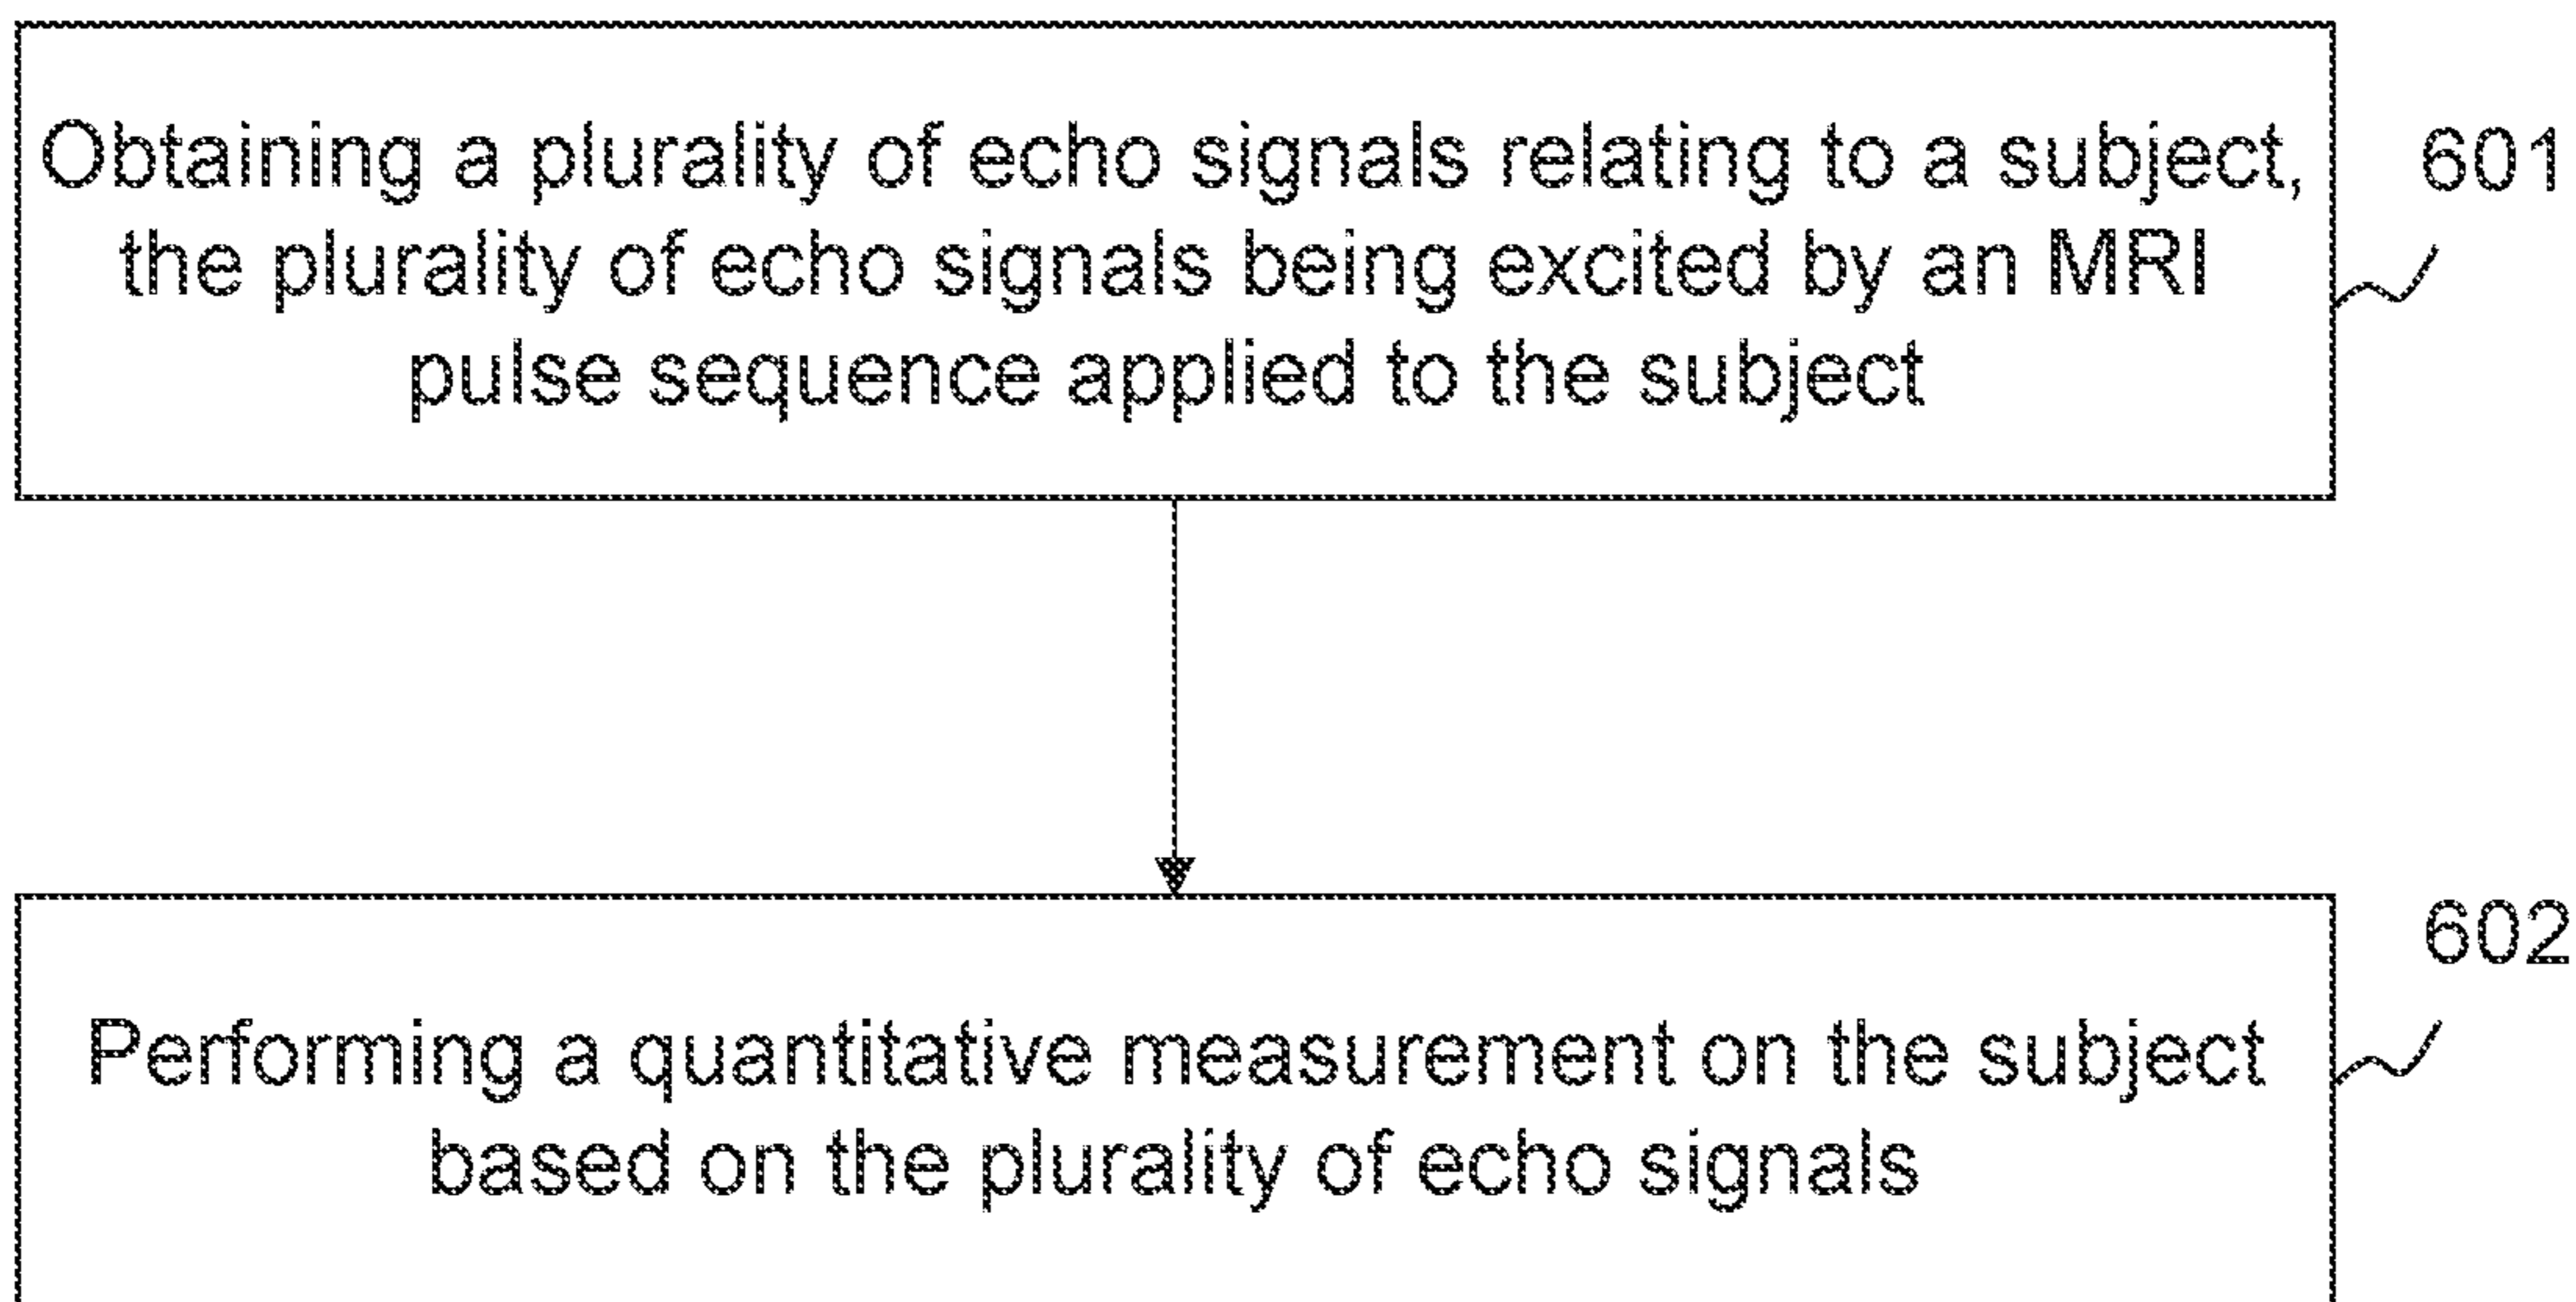 Obtaining a plurality of echo signals relating to a subject,
the plurality of echo signals being excited by an MRI
pulse sequence applied to the subject
601
602
Performing a quantitative measurement on the subject
based on the plurality of echo signals